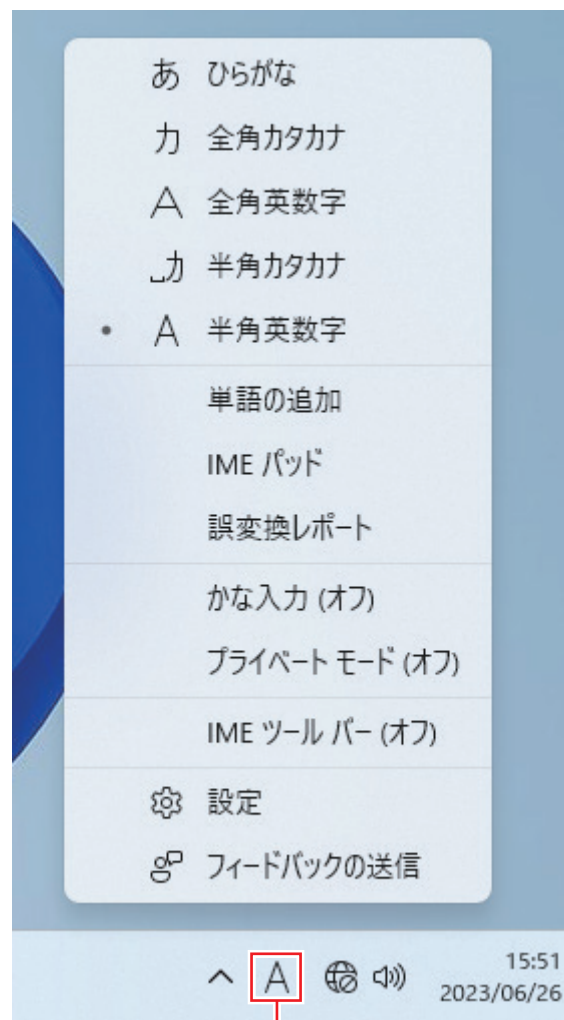 あ ひらがな
カ 全角カタカナ
A 全角英数字
_カ 半角カタカナ
• A 半角英数字
単語の追加
IME パッド
誤変換レポート
かな入力 (オフ)
プライベート モード (オフ)
IME ツール バー (オフ)
設定
フィードバックの送信
A
15:51
2023/06/26